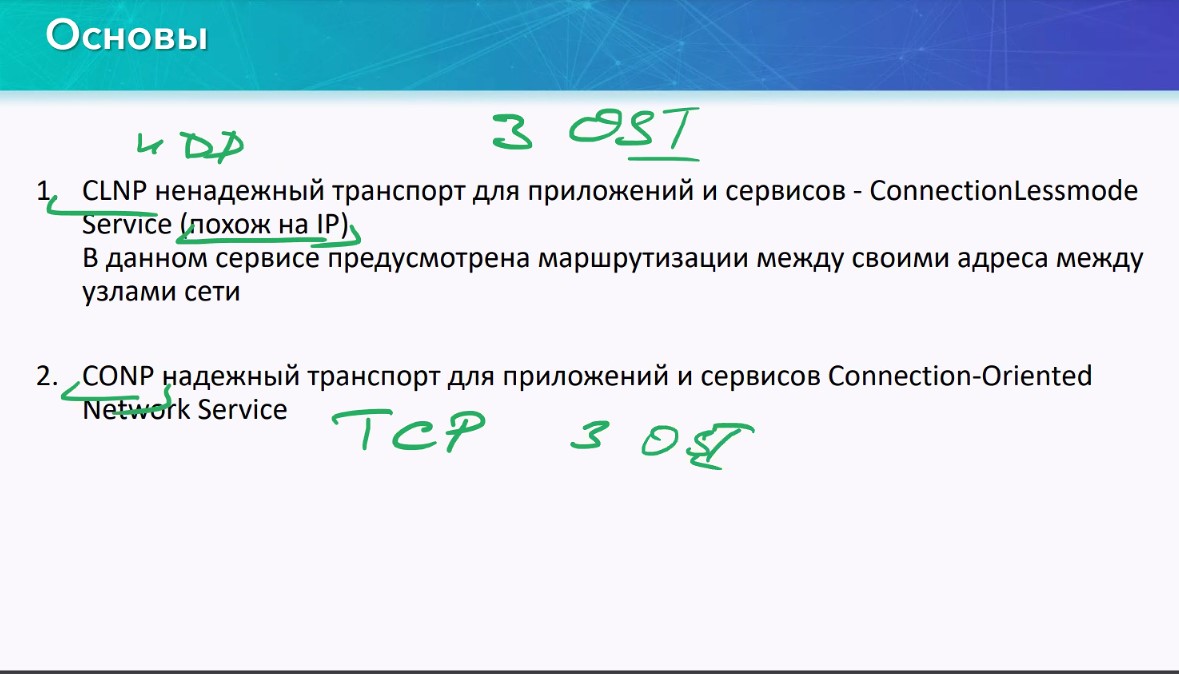 Основы
UDP 3 OSI
1. CLNP ненадежный транспорт для приложений и сервисов - ConnectionLessmode
Service (похож на IP)
В данном сервисе предусмотрена маршрутизации между своими адреса между
узлами сети
2. CONP надежный транспорт для приложений и сервисов Connection-Oriented
Network Service
TCP 3 OSI